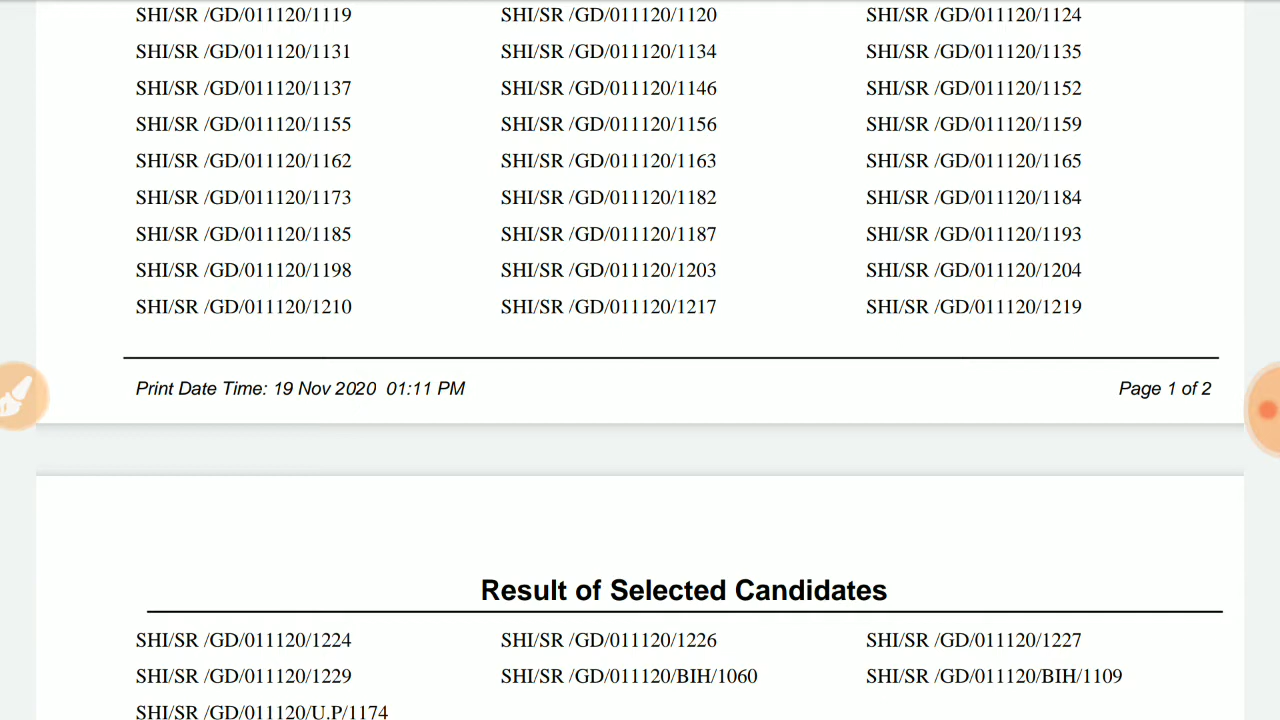 SHI/SR /GD/011120/1119 SHI/SR /GD/011120/1120 SHI/SR /GD/011120/1124
SHI/SR /GD/011120/1131 SHI/SR /GD/011120/1134 SHI/SR /GD/011120/1135
SHI/SR /GD/011120/1137 SHI/SR /GD/011120/1146 SHI/SR /GD/011120/1152
SHI/SR /GD/011120/1155 SHI/SR /GD/011120/1156 SHI/SR /GD/011120/1159
SHI/SR /GD/011120/1162 SHI/SR /GD/011120/1163 SHI/SR /GD/011120/1165
SHI/SR /GD/011120/1173 SHI/SR /GD/011120/1182 SHI/SR /GD/011120/1184
SHI/SR /GD/011120/1185 SHI/SR /GD/011120/1187 SHI/SR /GD/011120/1193
SHI/SR /GD/011120/1198 SHI/SR /GD/011120/1203 SHI/SR /GD/011120/1204
SHI/SR /GD/011120/1210 SHI/SR /GD/011120/1217 SHI/SR /GD/011120/1219
Print Date Time: 19 Nov 2020 01:11 PM Page 1 of 2
Result of Selected Candidates
SHI/SR /GD/011120/1224 SHI/SR /GD/011120/1226 SHI/SR /GD/011120/1227
SHI/SR /GD/011120/1229 SHI/SR /GD/011120/BIH/1060 SHI/SR /GD/011120/BIH/1109
SHI/SR /GD/011120/U.P/1174